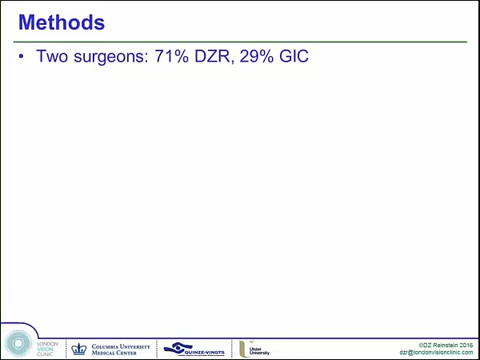 Methods
• Two surgeons: 71% DZR, 29% GIC
LONDON
VISION
CLINIC
COLUMBIA UNIVERSITY
MEDICAL CENTER
QUINZE-VINGTS
Ulster
University
©DZ Reinstein 2016
dzr@londonvisionclinic.com